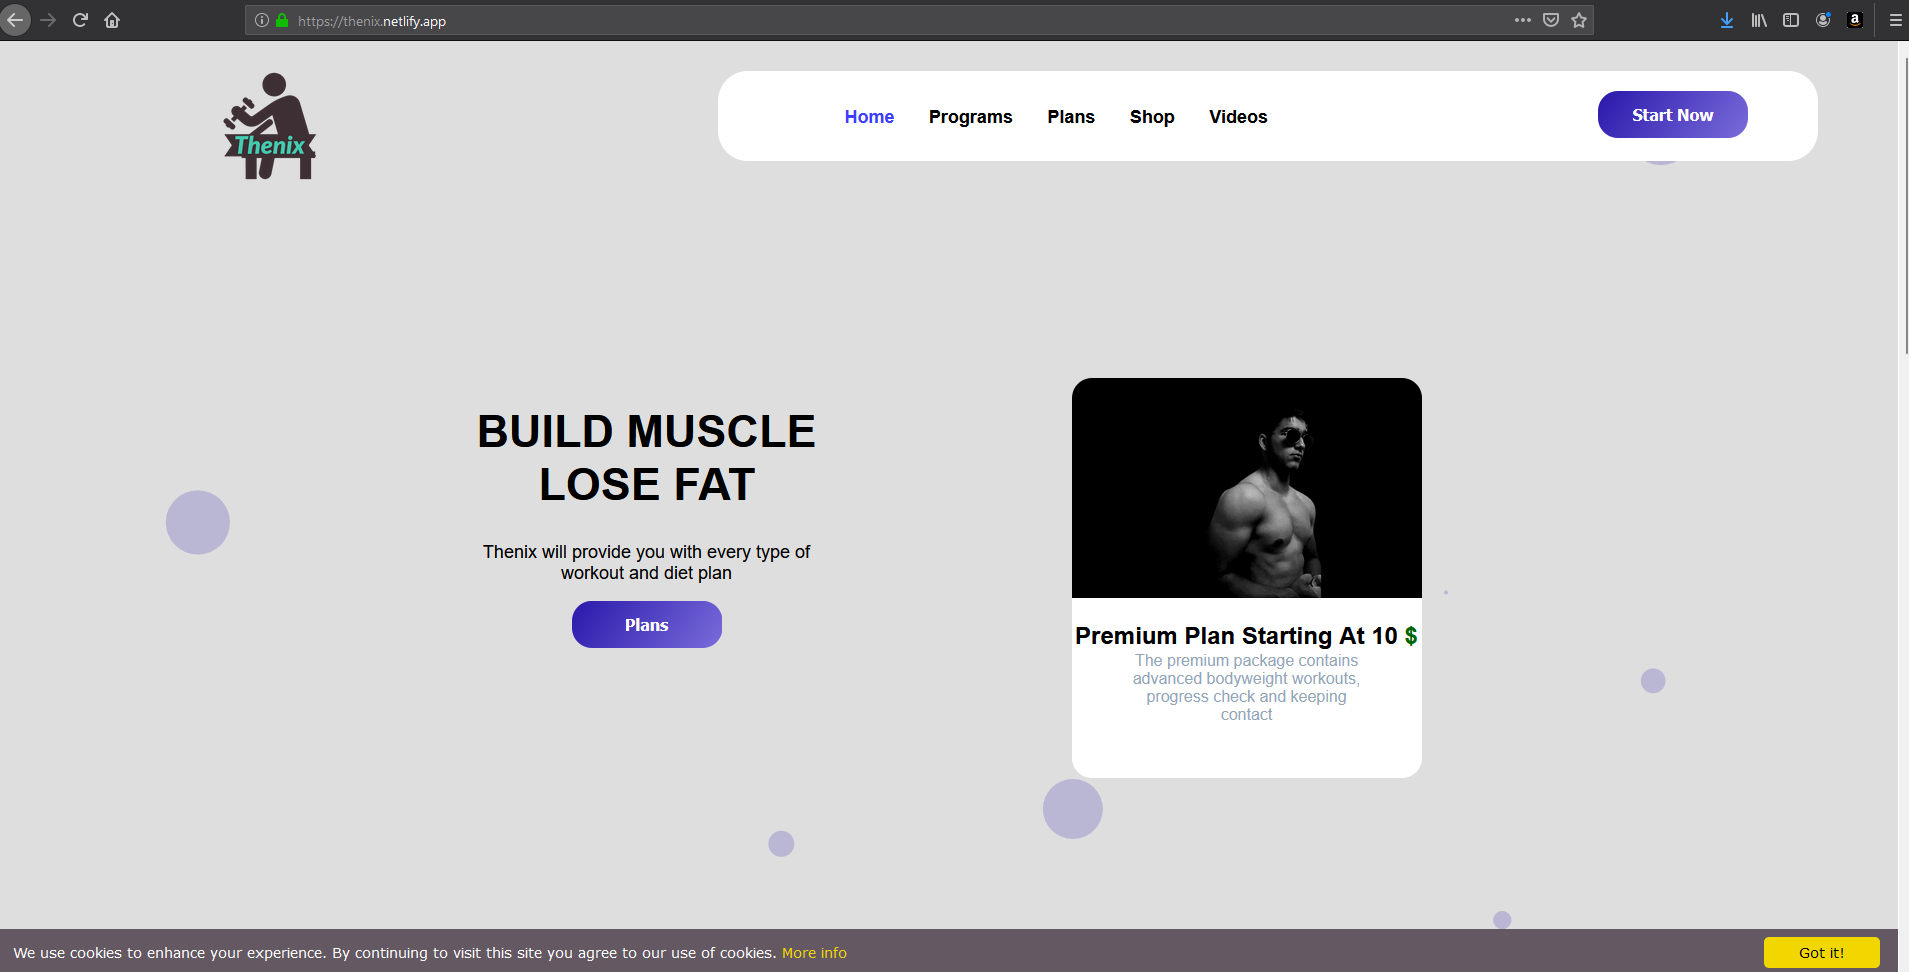 https://thenix.netlify.app
Thenix
Home Programs Plans Shop Videos
Start Now
BUILD MUSCLE
LOSE FAT
Thenix will provide you with every type of
workout and diet plan
Plans
Premium Plan Starting At 10 $
The premium package contains
advanced bodyweight workouts,
progress check and keeping
contact
We use cookies to enhance your experience. By continuing to visit this site you agree to our use of cookies. More info
Got it!